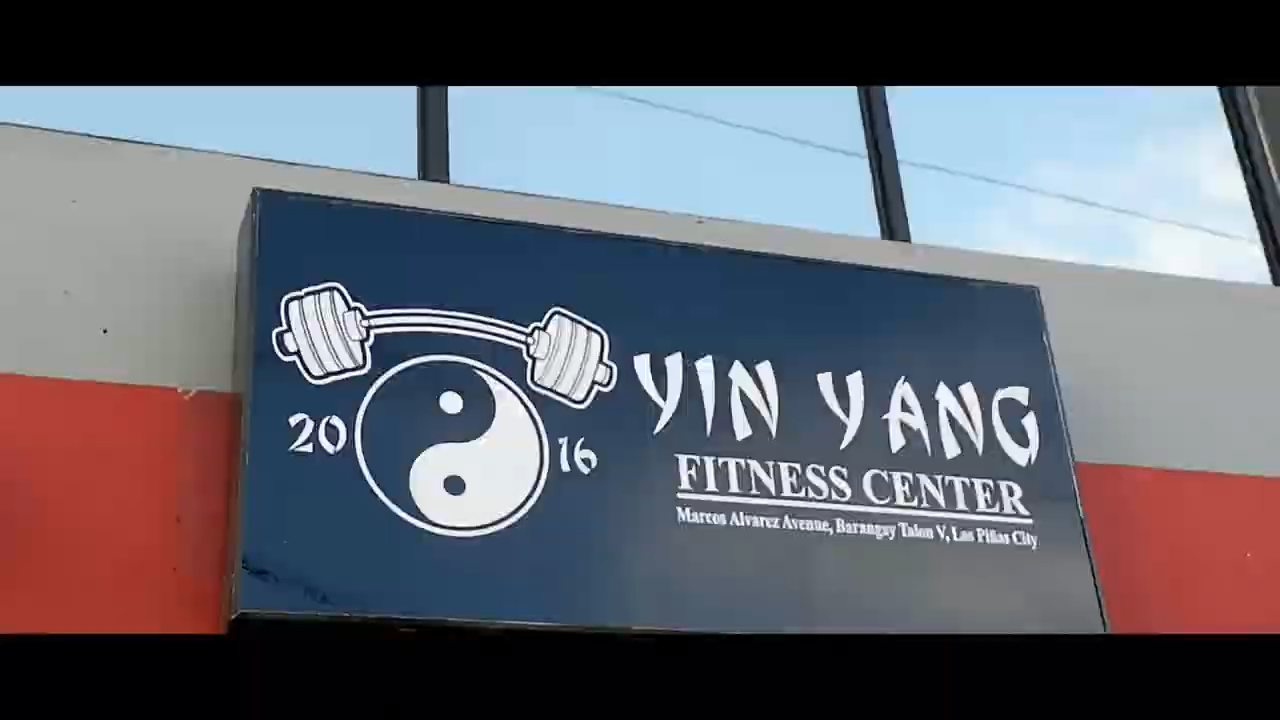 20 16
YIN YANG
FITNESS CENTER
Marcos Alvarez Avenue, Barangay Talon V, Las Piñas City